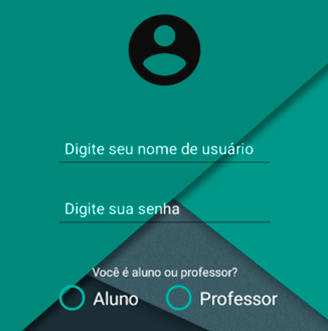 Digite seu nome de usuário
Digite sua senha
Você é aluno ou professor?
Aluno Professor